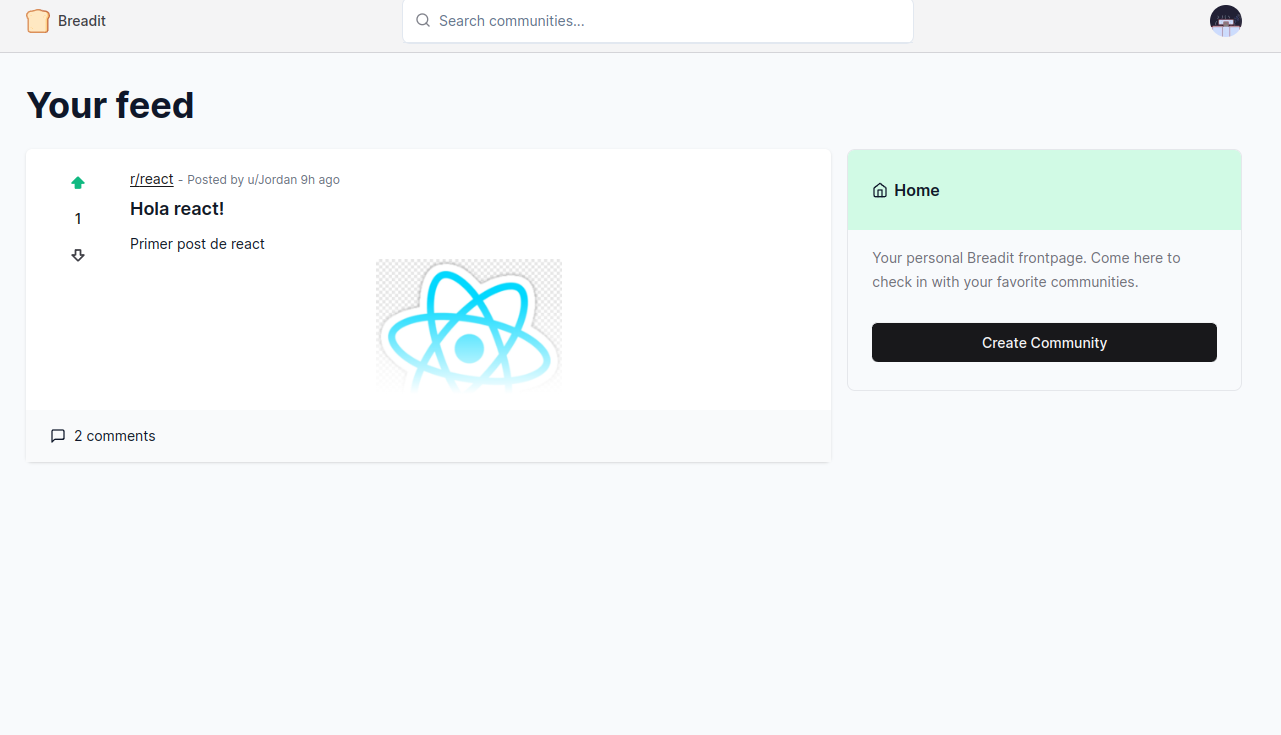 Breadit
Search communities...
Your feed
r/react - Posted by u/Jordan 9h ago
Hola react!
1
Primer post de react
2 comments
Home
Your personal Breadit frontpage. Come here to
check in with your favorite communities.
Create Community